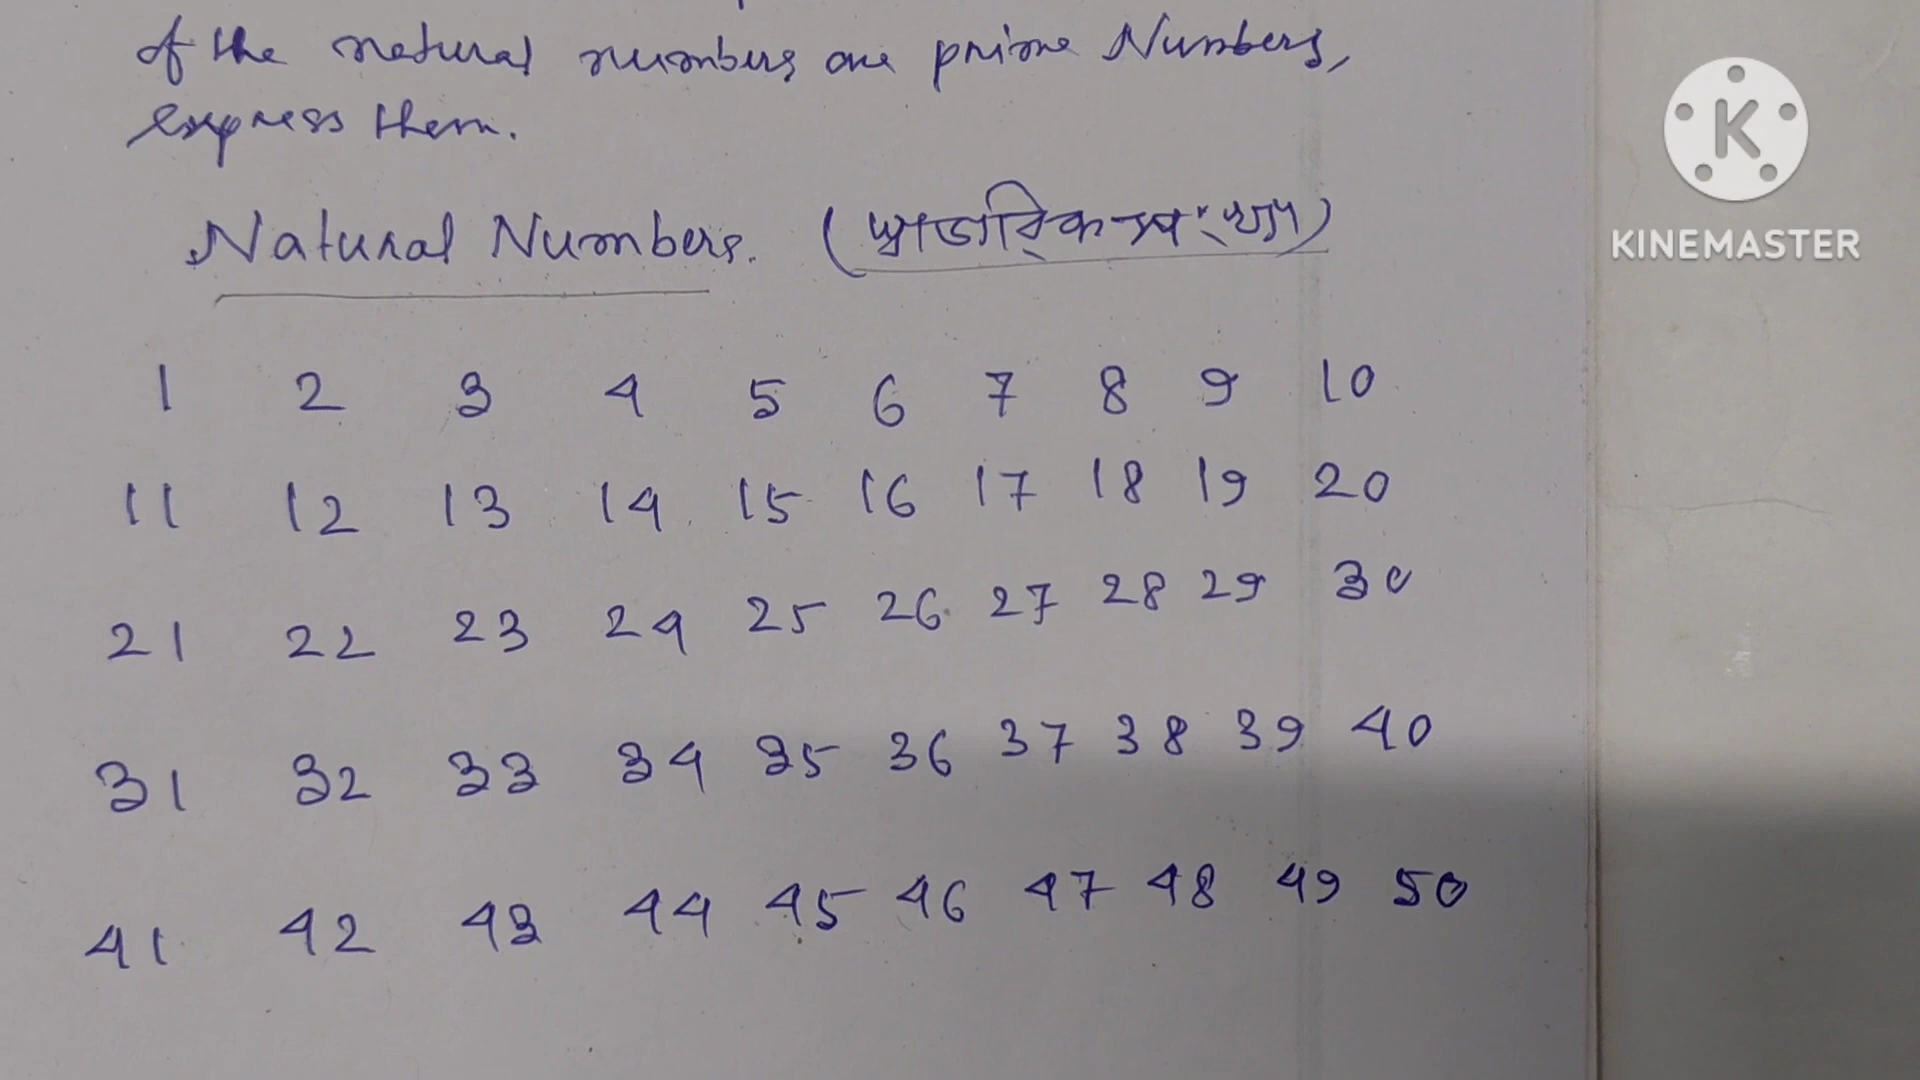 of the natural numbers are prime Numbers,
express them.
Natural Numbers. (স্বাভাবিক সংখ্যা)
1 2 3 4 5 6 7 8 9 10
11 12 13 14 15 16 17 18 19 20
21 22 23 24 25 26 27 28 29 30
31 32 33 34 35 36 37 38 39 40
41 42 43 44 45 46 47 48 49 50
K
KINEMASTER